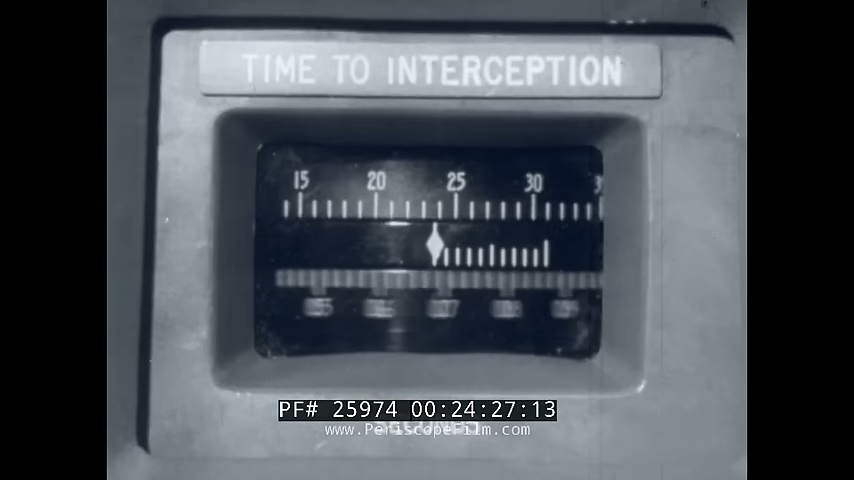 TIME TO INTERCEPTION
15 20 25 30
PF# 25974 00:24:27:13
www.PeriscopeFilm.com